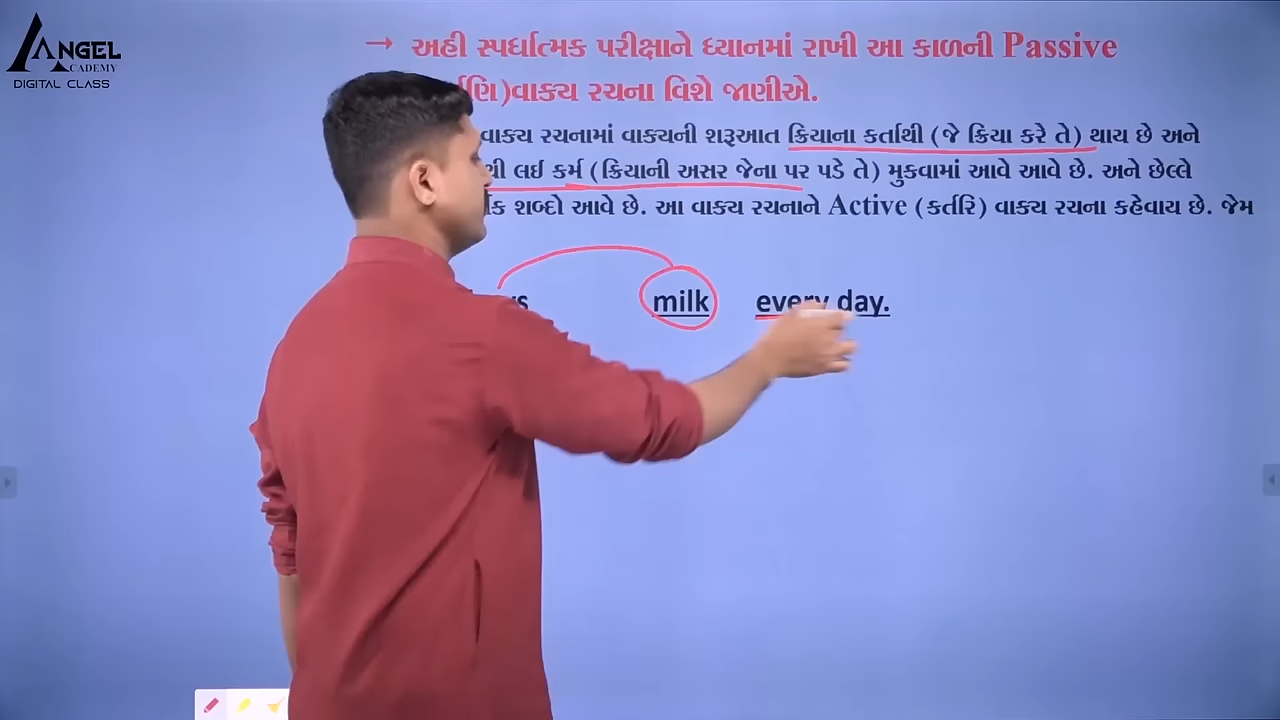 ANGEL
ACADEMY
DIGITAL CLASS
→ અહી સ્પર્ધાત્મક પરીક્ષાને ધ્યાનમાં રાખી આ કાળની Passive
ણિ)વાક્ય રચના વિશે જાણીએ.
વાક્ય રચનામાં વાક્યની શરૂઆત ક્રિયાના કર્તાથી (જે ક્રિયા કરે તે) થાય છે અને
થી લઈ કર્મ (ક્રિયાની અસર જેના પર પડે તે) મુકવામાં આવે આવે છે. અને છેલ્લે
ક શબ્દો આવે છે. આ વાક્ય રચનાને Active (કર્તરિ) વાક્ય રચના કહેવાય છે. જેમ
milk every day.